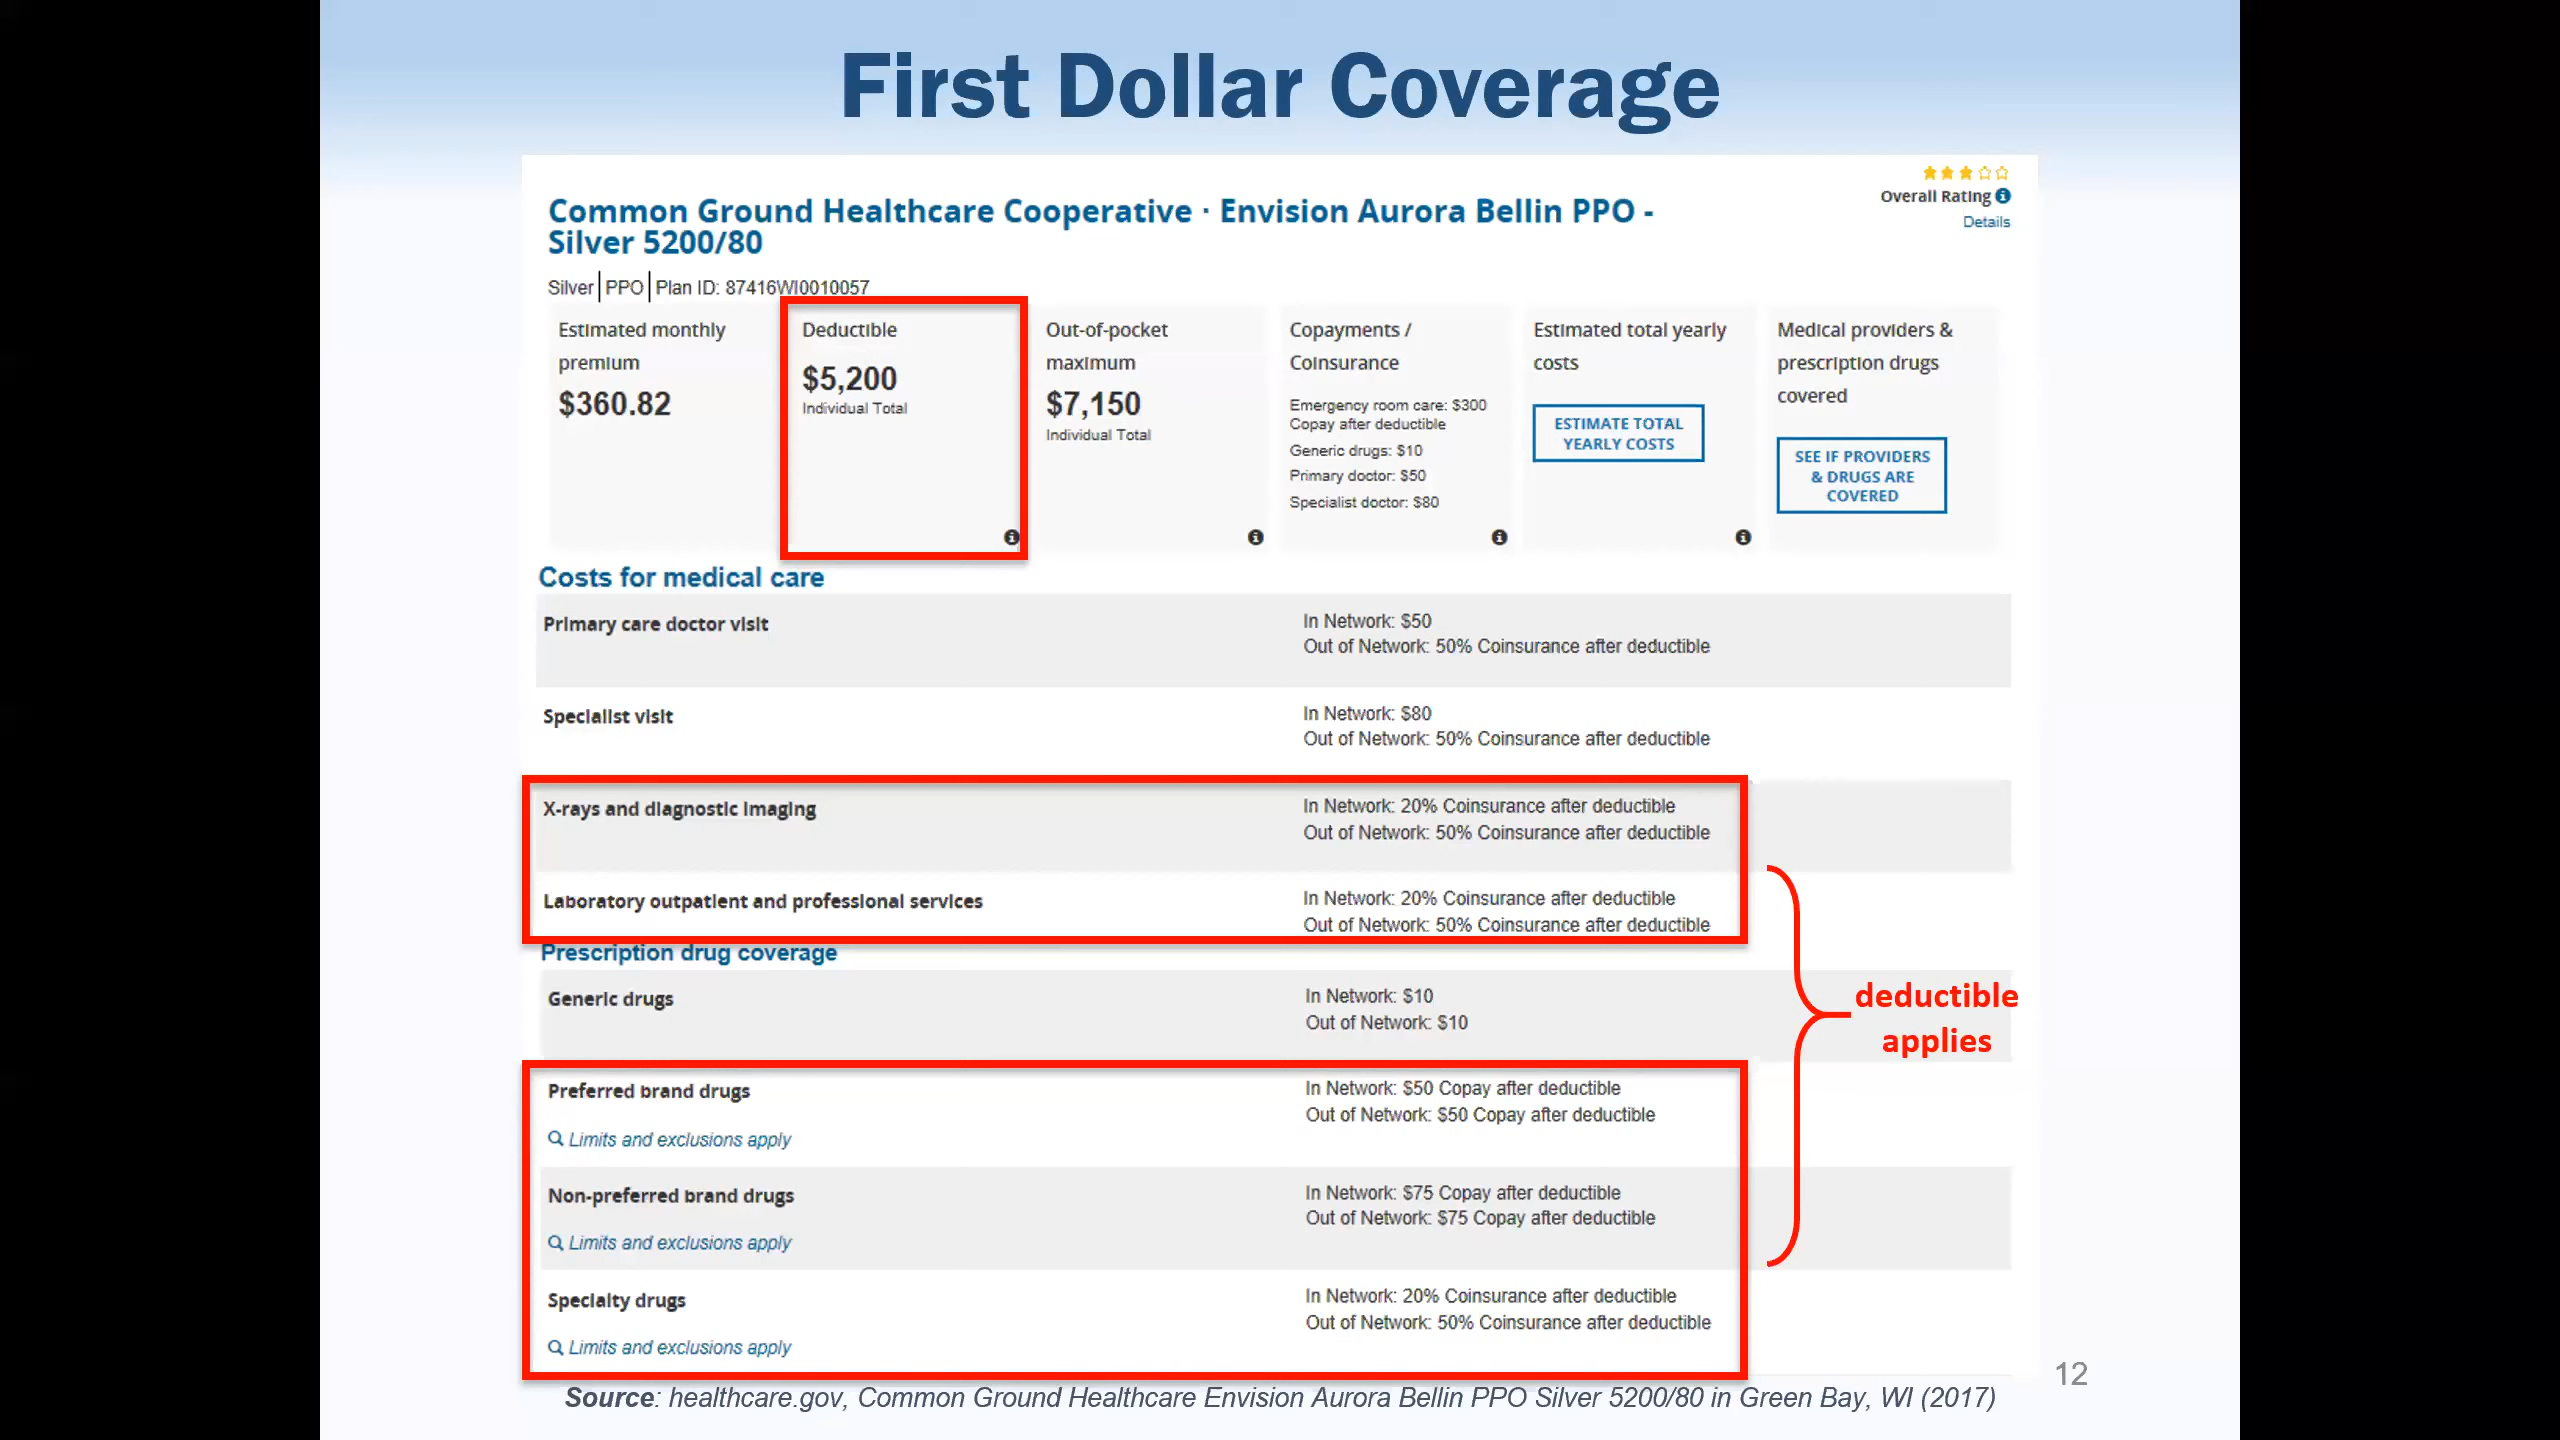 First Dollar Coverage
Overall Rating
Details
Common Ground Healthcare Cooperative · Envision Aurora Bellin PPO -
Silver 5200/80
Silver | PPO | Plan ID: 87416WI0010057
Estimated monthly
premium
$360.82
Deductible
$5,200
Individual Total
Out-of-pocket
maximum
$7,150
Individual Total
Copayments /
Coinsurance
Emergency room care: $300
Copay after deductible
Generic drugs: $10
Primary doctor: $50
Specialist doctor: $80
Estimated total yearly
costs
ESTIMATE TOTAL
YEARLY COSTS
Medical providers &
prescription drugs
covered
SEE IF PROVIDERS
& DRUGS ARE
COVERED
Costs for medical care
Primary care doctor visit
In Network: $50
Out of Network: 50% Coinsurance after deductible
Specialist visit
In Network: $80
Out of Network: 50% Coinsurance after deductible
X-rays and diagnostic imaging
In Network: 20% Coinsurance after deductible
Out of Network: 50% Coinsurance after deductible
Laboratory outpatient and professional services
In Network: 20% Coinsurance after deductible
Out of Network: 50% Coinsurance after deductible
Prescription drug coverage
Generic drugs
In Network: $10
Out of Network: $10
Preferred brand drugs
Limits and exclusions apply
In Network: $50 Copay after deductible
Out of Network: $50 Copay after deductible
Non-preferred brand drugs
Limits and exclusions apply
In Network: $75 Copay after deductible
Out of Network: $75 Copay after deductible
Specialty drugs
Limits and exclusions apply
In Network: 20% Coinsurance after deductible
Out of Network: 50% Coinsurance after deductible
deductible
applies
12
Source: healthcare.gov, Common Ground Healthcare Envision Aurora Bellin PPO Silver 5200/80 in Green Bay, WI (2017)